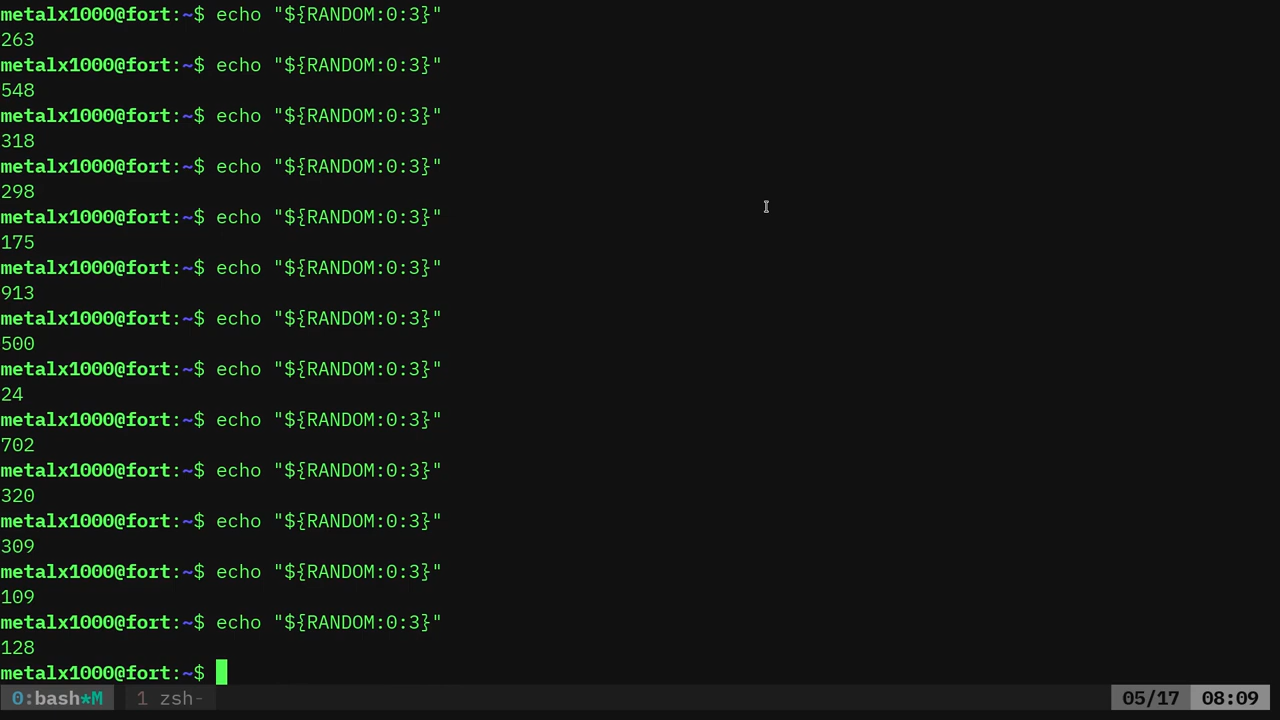 metalx1000@fort:~$ echo "${RANDOM:0:3}"
263
metalx1000@fort:~$ echo "${RANDOM:0:3}"
548
metalx1000@fort:~$ echo "${RANDOM:0:3}"
318
metalx1000@fort:~$ echo "${RANDOM:0:3}"
298
metalx1000@fort:~$ echo "${RANDOM:0:3}"
175
metalx1000@fort:~$ echo "${RANDOM:0:3}"
913
metalx1000@fort:~$ echo "${RANDOM:0:3}"
500
metalx1000@fort:~$ echo "${RANDOM:0:3}"
24
metalx1000@fort:~$ echo "${RANDOM:0:3}"
702
metalx1000@fort:~$ echo "${RANDOM:0:3}"
320
metalx1000@fort:~$ echo "${RANDOM:0:3}"
309
metalx1000@fort:~$ echo "${RANDOM:0:3}"
109
metalx1000@fort:~$ echo "${RANDOM:0:3}"
128
metalx1000@fort:~$
0:bash*M 1 zsh- 05/17 08:09